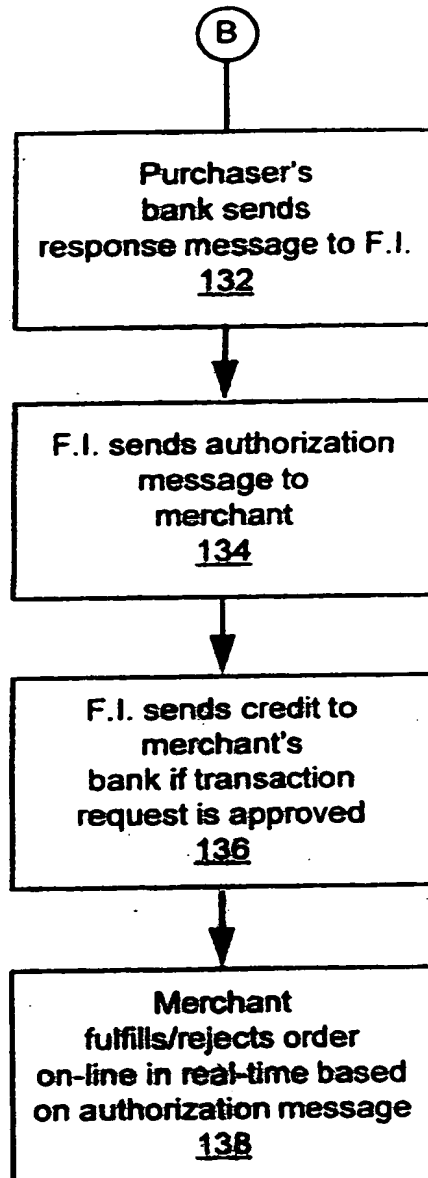 B
Purchaser's
bank sends
response message to F.I.
132
F.I. sends authorization
message to
merchant
134
F.I. sends credit to
merchant's
bank if transaction
request is approved
136
Merchant
fulfills/rejects order
on-line in real-time based
on authorization message
138